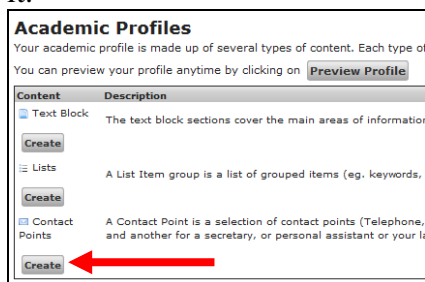 Academic Profiles
Your academic profile is made up of several types of content. Each type of
You can preview your profile anytime by clicking on Preview Profile
Content Description
Text Block The text block sections cover the main areas of information
Create
Lists A List Item group is a list of grouped items (eg. keywords,
Create
Contact Points A Contact Point is a selection of contact points (Telephone,
and another for a secretary, or personal assistant or your
Create